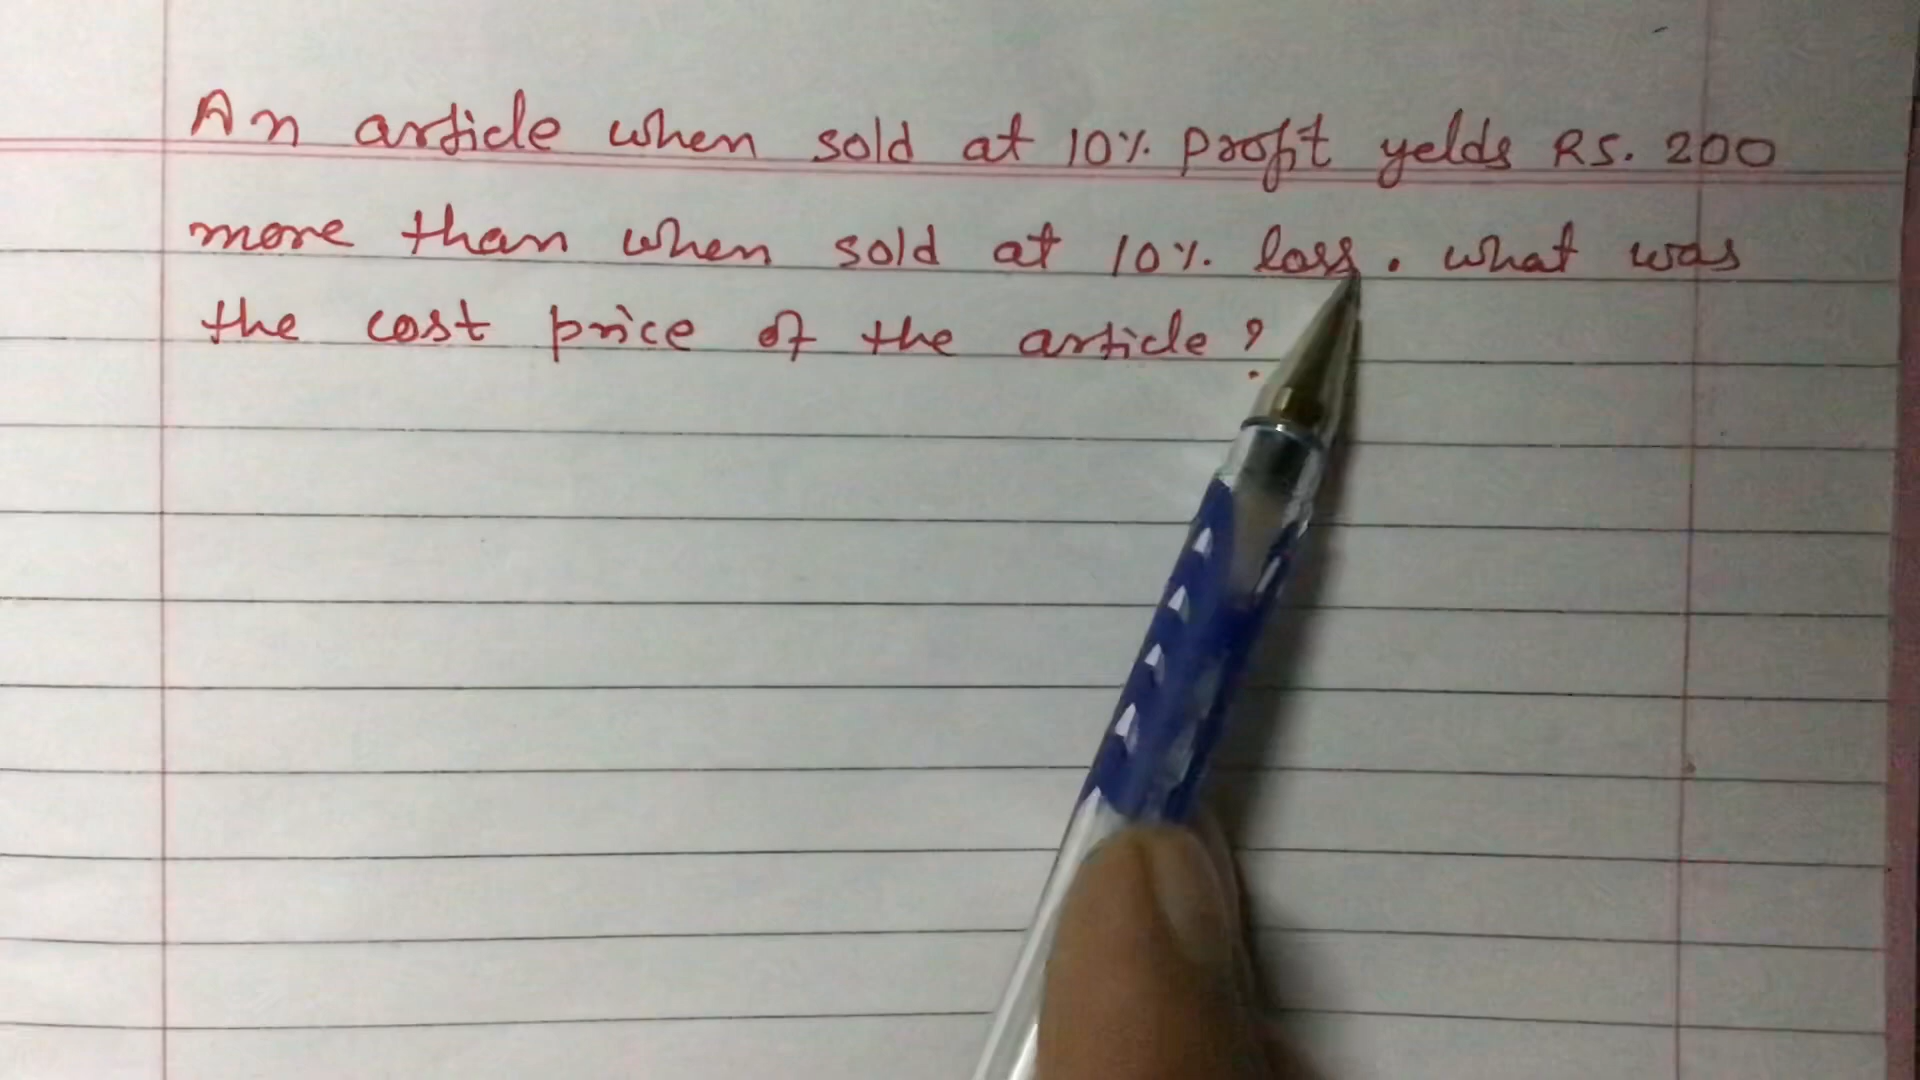 An article when sold at 10% profit yelds RS. 200
more than when sold at 10% loss. what was
the cost price of the article?